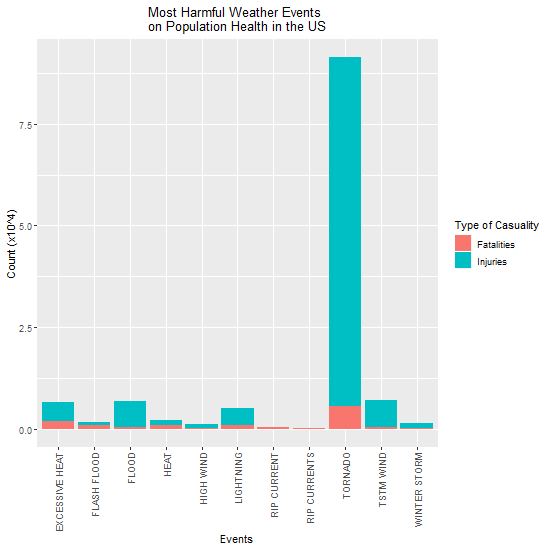 Most Harmful Weather Events
on Population Health in the US
Count (x10^4)
7.5
5.0
2.5
0.0
EXCESSIVE HEAT
FLASH FLOOD
FLOOD
HEAT
HIGH WIND
LIGHTNING
RIP CURRENT
RIP CURRENTS
TORNADO
TSTM WIND
WINTER STORM
Events
Type of Casuality
Fatalities
Injuries